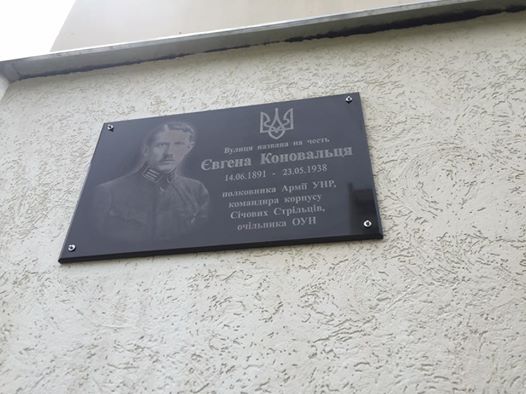 Вулиця названа на честь
Євгена Коновальця
14.06.1891 - 23.05.1938
полковника Армії УНР,
командира корпусу
Січових Стрільців,
очільника ОУН